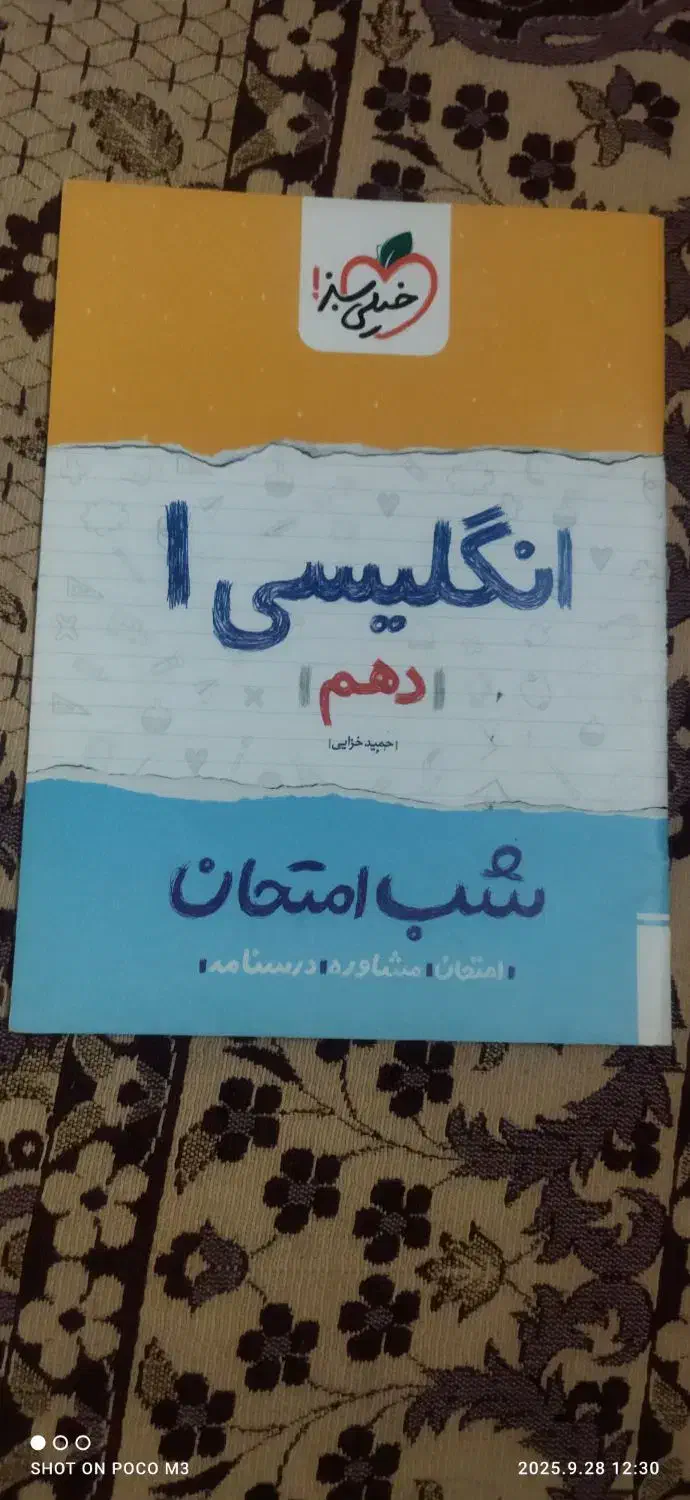 خیلی سبز!
انگلیسی ۱
|دهم|
|حمید خزایی|
شب امتحان
|امتحان|مشاوره|درسنامه|
SHOT ON POCO M3
2025.9.28 12:30